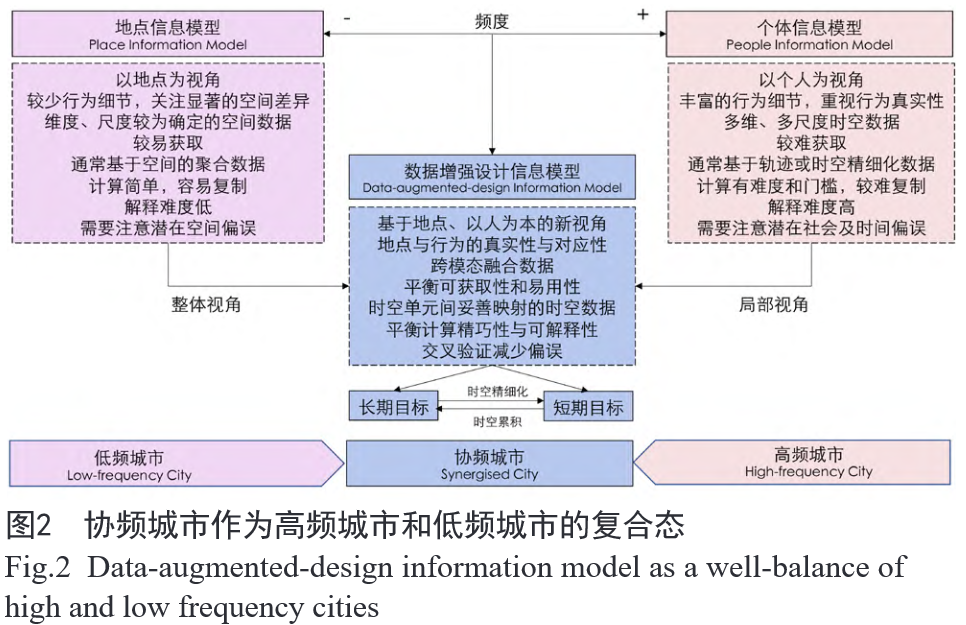 地点信息模型
Place Information Model
-
频度
+
个体信息模型
People Information Model
以地点为视角
较少行为细节，关注显著的空间差异
维度、尺度较为确定的空间数据
较易获取
通常基于空间的聚合数据
计算简单，容易复制
解释难度低
需要注意潜在空间偏误
以个人为视角
丰富的行为细节，重视行为真实性
多维、多尺度时空数据
较难获取
通常基于轨迹或时空精细化数据
计算有难度和门槛，较难复制
解释难度高
需要注意潜在社会及时间偏误
数据增强设计信息模型
Data-augmented-design Information Model
基于地点、以人为本的新视角
地点与行为的真实性与对应性
跨模态融合数据
平衡可获取性和易用性
时空单元间妥善映射的时空数据
平衡计算精巧性与可解释性
交叉验证减少偏误
整体视角
局部视角
长期目标
时空精细化
时空累积
短期目标
低频城市
Low-frequency City
协频城市
Synergised City
高频城市
High-frequency City
图2 协频城市作为高频城市和低频城市的复合态
Fig.2 Data-augmented-design information model as a well-balance of
high and low frequency cities